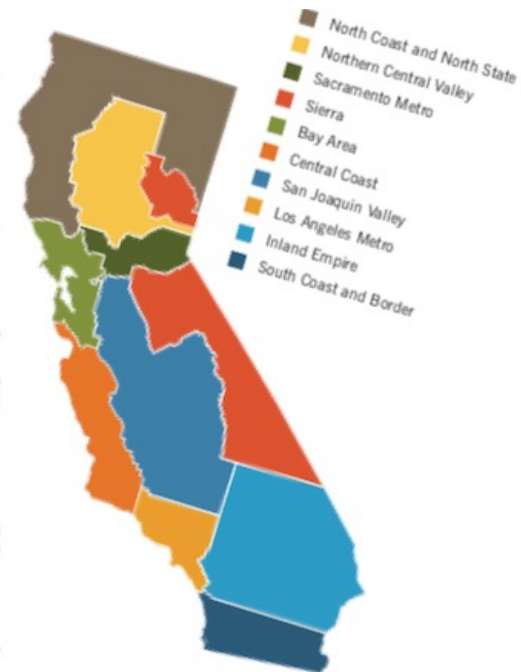 North Coast and North State
Northern Central Valley
Sacramento Metro
Sierra
Bay Area
Central Coast
San Joaquin Valley
Los Angeles Metro
Inland Empire
South Coast and Border